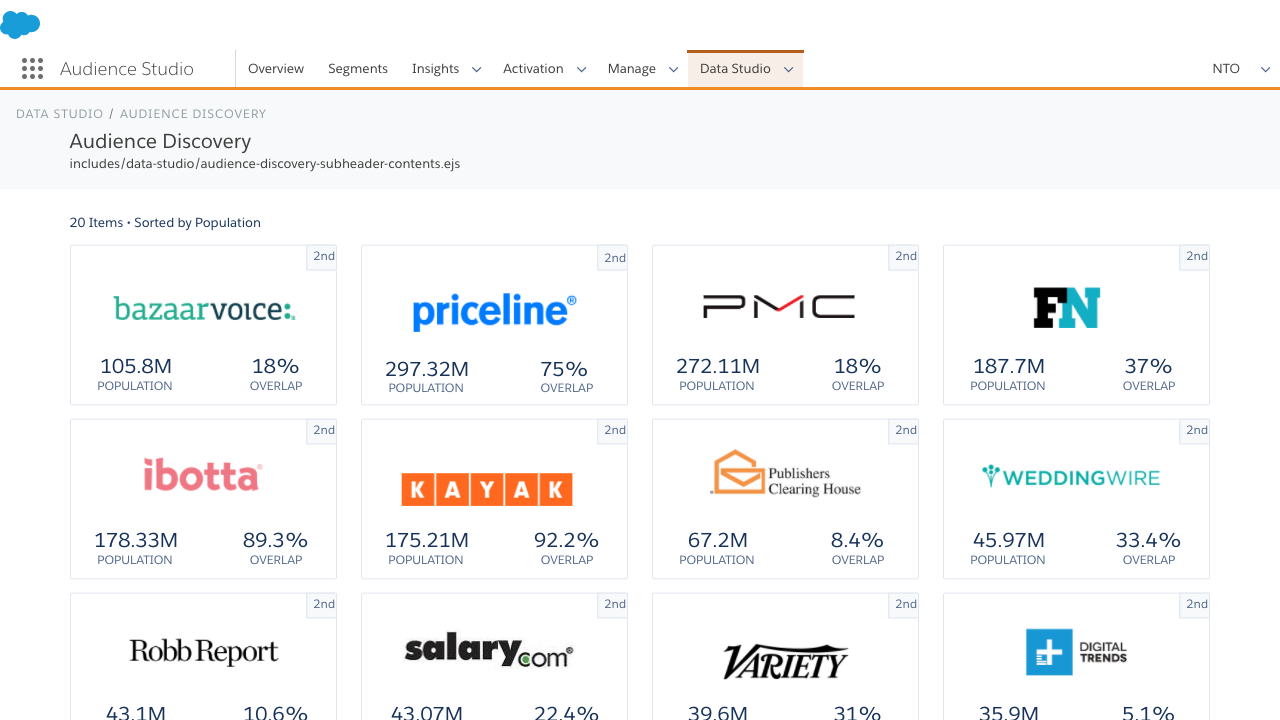 Audience Studio
Overview
Segments
Insights
Activation
Manage
Data Studio
NTO
DATA STUDIO / AUDIENCE DISCOVERY
Audience Discovery
includes/data-studio/audience-discovery-subheader-contents.ejs
20 Items • Sorted by Population
2nd
bazaarvoice:.
105.8M
POPULATION
18%
OVERLAP
2nd
priceline®
297.32M
POPULATION
75%
OVERLAP
2nd
PMC
272.11M
POPULATION
18%
OVERLAP
2nd
FN
187.7M
POPULATION
37%
OVERLAP
2nd
ibotta®
178.33M
POPULATION
89.3%
OVERLAP
2nd
KAYAK
175.21M
POPULATION
92.2%
OVERLAP
2nd
Publishers
Clearing House
67.2M
POPULATION
8.4%
OVERLAP
2nd
WEDDINGWIRE
45.97M
POPULATION
33.4%
OVERLAP
2nd
Robb Report
43.1M
10.6%
2nd
salary.com®
43.07M
22.4%
2nd
VARIETY
39.6M
31%
2nd
DIGITAL
TRENDS
35.9M
5.1%